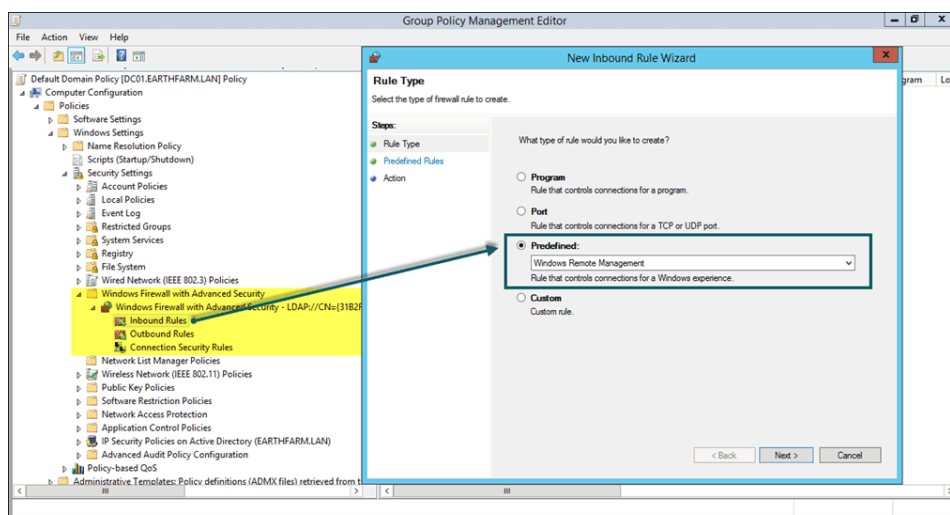 Group Policy Management Editor
File Action View Help
Default Domain Policy [DC01.EARTHFARM.LAN] Policy
Computer Configuration
Policies
Software Settings
Windows Settings
Name Resolution Policy
Scripts (Startup/Shutdown)
Security Settings
Account Policies
Local Policies
Event Log
Restricted Groups
System Services
Registry
File System
Wired Network (IEEE 802.3) Policies
Windows Firewall with Advanced Security
Windows Firewall with Advanced Security - LDAP://CN={31B2F
Inbound Rules
Outbound Rules
Connection Security Rules
Network List Manager Policies
Wireless Network (IEEE 802.11) Policies
Public Key Policies
Software Restriction Policies
Network Access Protection
Application Control Policies
IP Security Policies on Active Directory (EARTHFARM.LAN)
Advanced Audit Policy Configuration
Policy-based QoS
Administrative Templates: Policy definitions (ADMX files) retrieved from t
gram Lo
New Inbound Rule Wizard
Rule Type
Select the type of firewall rule to create.
Steps:
Rule Type
Predefined Rules
Action
What type of rule would you like to create?
Program
Rule that controls connections for a program.
Port
Rule that controls connections for a TCP or UDP port.
Predefined:
Windows Remote Management
Rule that controls connections for a Windows experience.
Custom
Custom rule.
< Back Next > Cancel